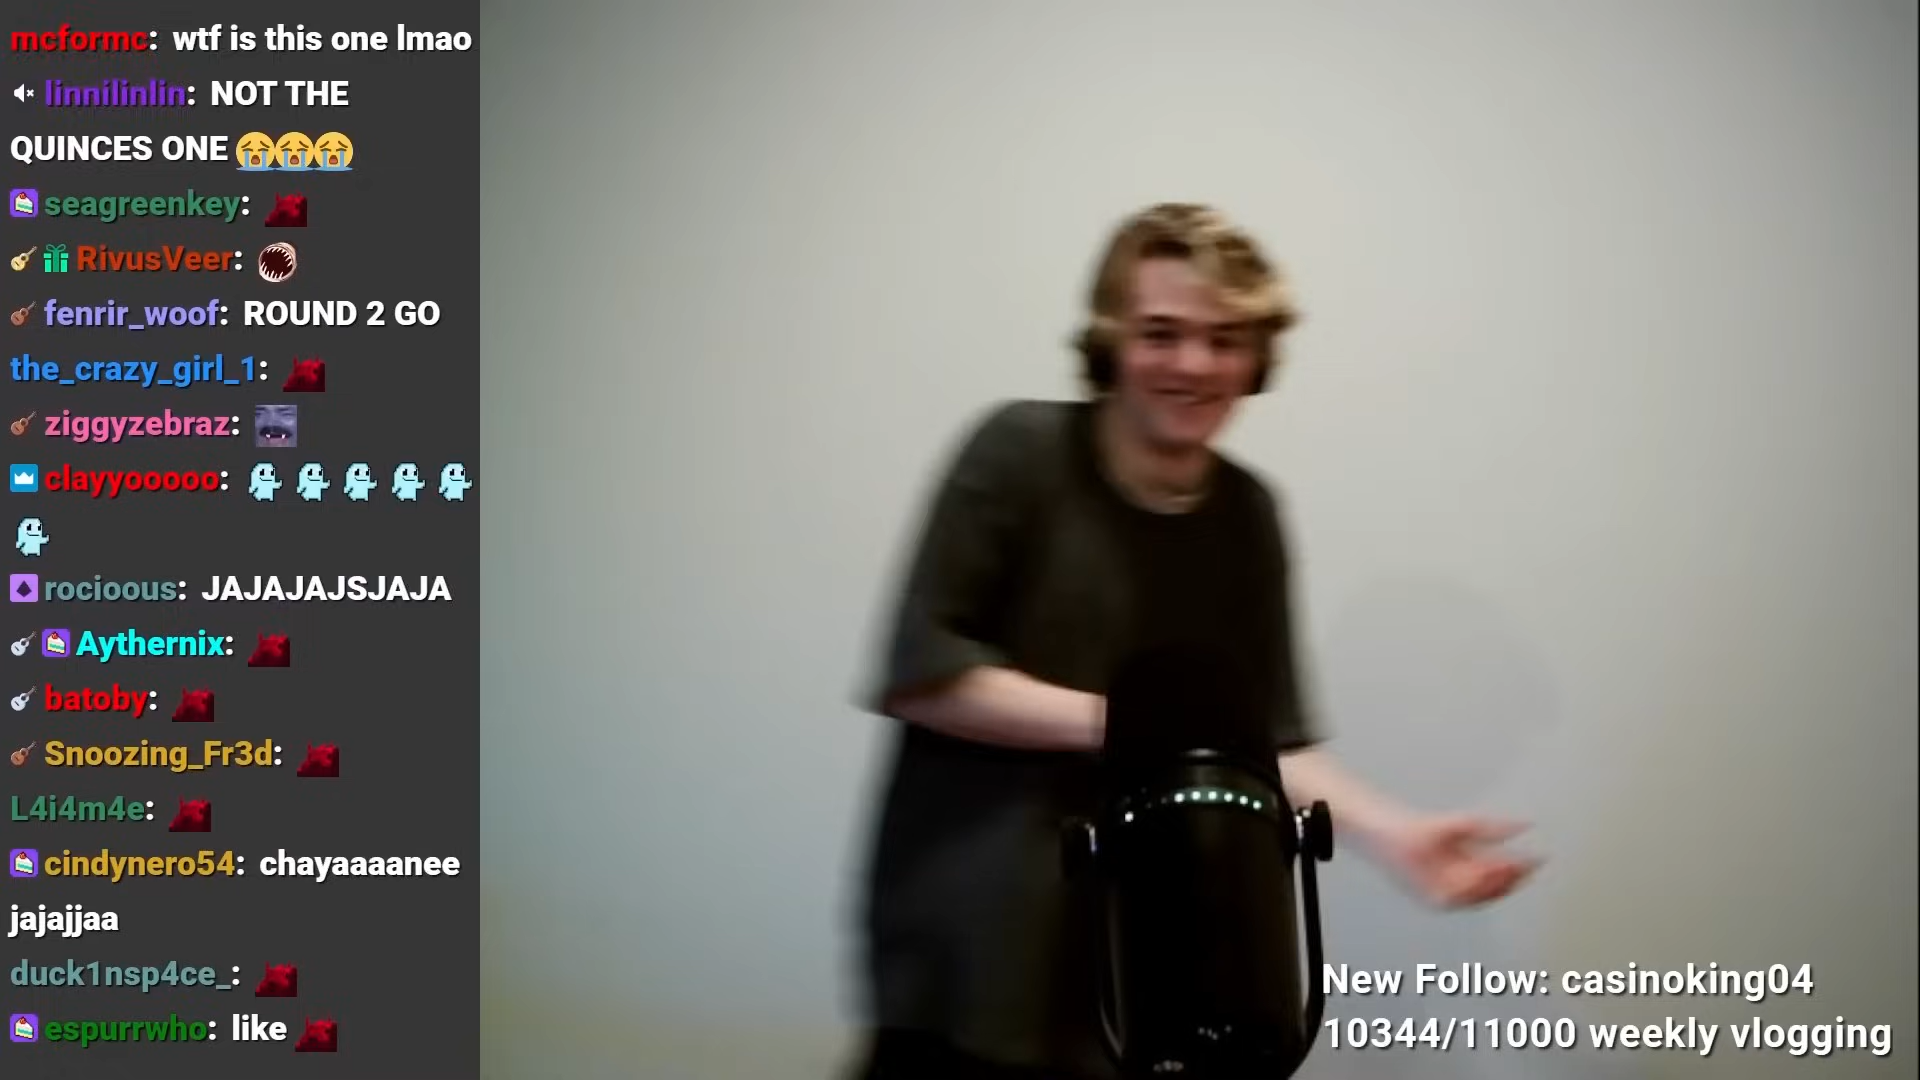 mcformc: wtf is this one lmao
linnilinlin: NOT THE
QUINCES ONE 😭😭😭
seagreenkey:
RivusVeer:
fenrir_woof: ROUND 2 GO
the_crazy_girl_1:
ziggyzebraz:
clayyooooo:
rocioous: JAJAJAJSJAJA
Aythernix:
batoby:
Snoozing_Fr3d:
L4i4m4e:
cindynero54: chayaaaanee
jajajjaa
duck1nsp4ce_:
espurrwho: like
New Follow: casinoking04
10344/11000 weekly vlogging